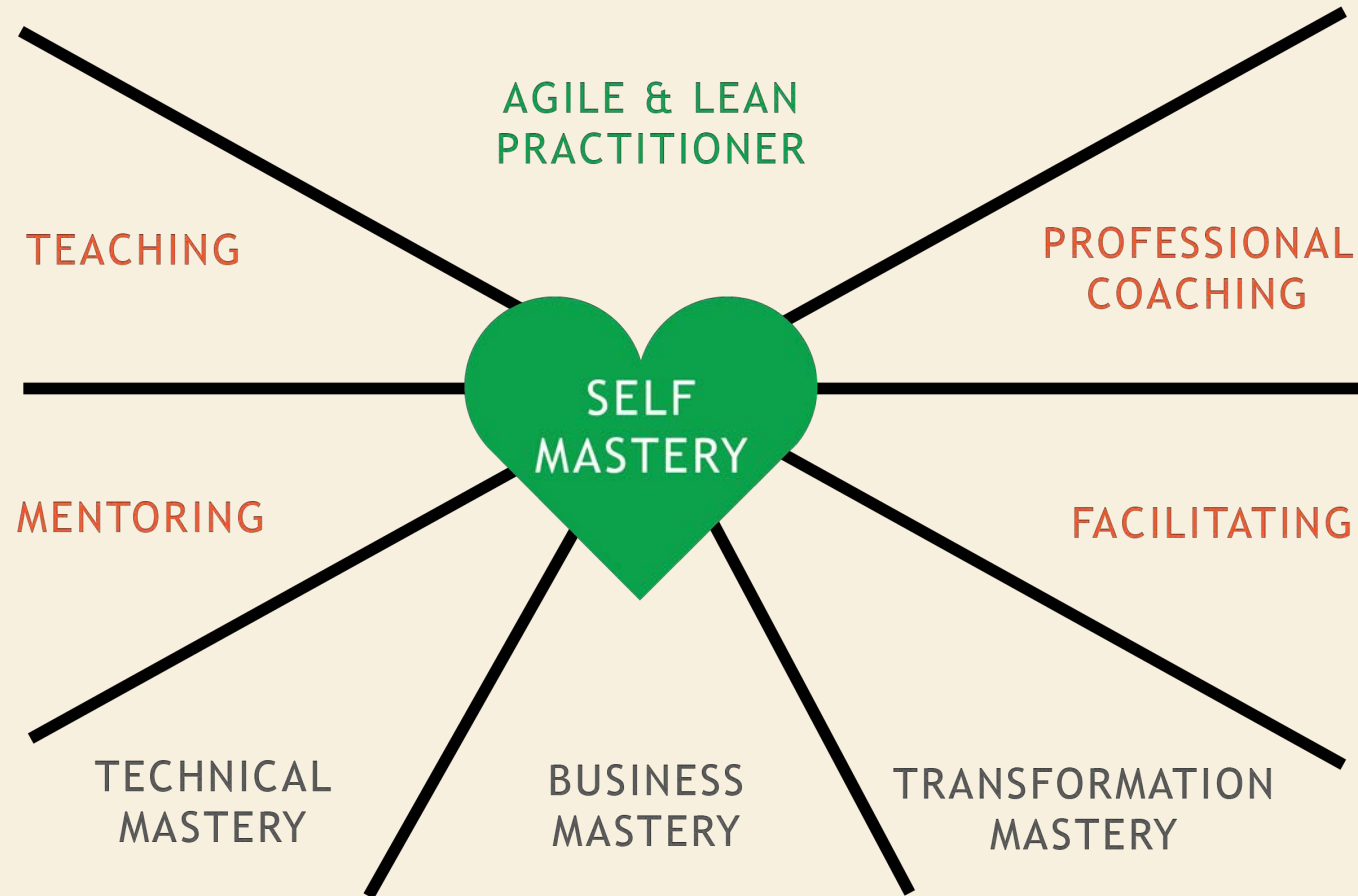 AGILE & LEAN
PRACTITIONER
TEACHING
PROFESSIONAL
COACHING
SELF
MASTERY
MENTORING
FACILITATING
TECHNICAL
MASTERY
BUSINESS
MASTERY
TRANSFORMATION
MASTERY